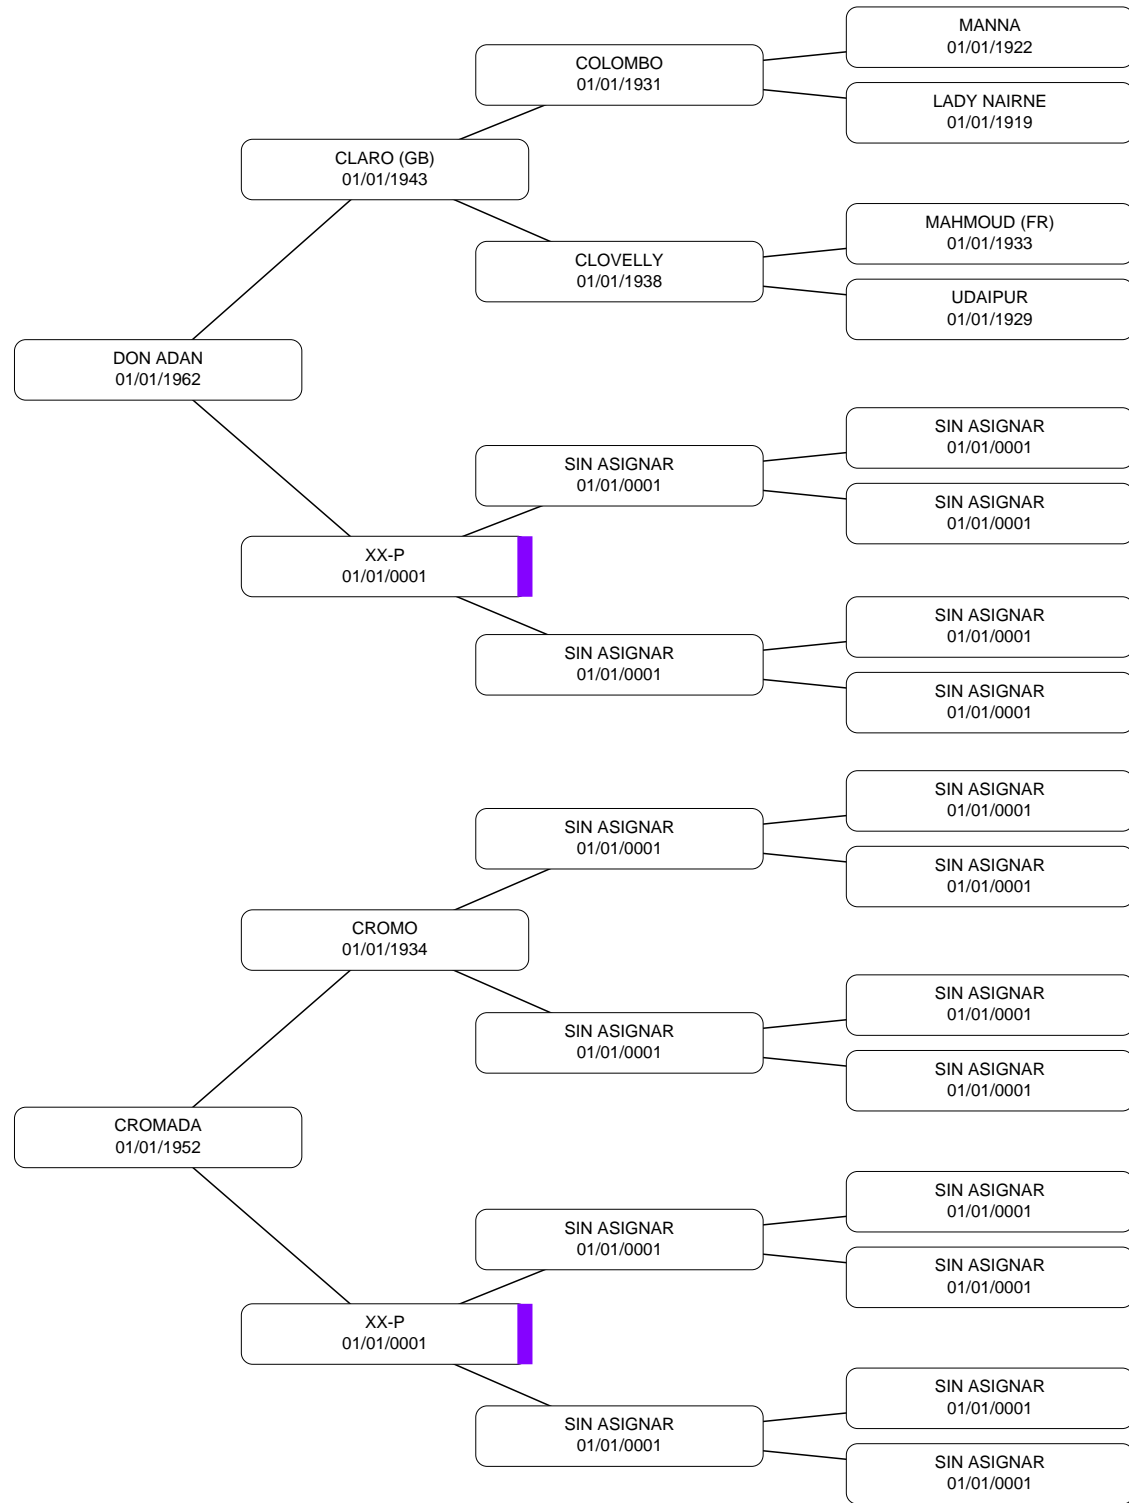 MANNA
01/01/1922
COLOMBO
01/01/1931
LADY NAIRNE
01/01/1919
CLARO (GB)
01/01/1943
MAHMOUD (FR)
01/01/1933
CLOVELLY
01/01/1938
UDAIPUR
01/01/1929
DON ADAN
01/01/1962
SIN ASIGNAR
01/01/0001
SIN ASIGNAR
01/01/0001
SIN ASIGNAR
01/01/0001
XX-P
01/01/0001
SIN ASIGNAR
01/01/0001
SIN ASIGNAR
01/01/0001
SIN ASIGNAR
01/01/0001
SIN ASIGNAR
01/01/0001
SIN ASIGNAR
01/01/0001
SIN ASIGNAR
01/01/0001
CROMO
01/01/1934
SIN ASIGNAR
01/01/0001
SIN ASIGNAR
01/01/0001
SIN ASIGNAR
01/01/0001
CROMADA
01/01/1952
SIN ASIGNAR
01/01/0001
SIN ASIGNAR
01/01/0001
SIN ASIGNAR
01/01/0001
XX-P
01/01/0001
SIN ASIGNAR
01/01/0001
SIN ASIGNAR
01/01/0001
SIN ASIGNAR
01/01/0001